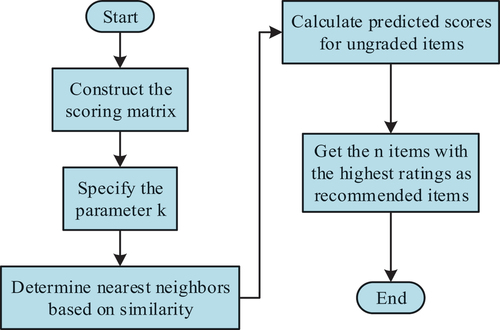 Start
Construct the
scoring matrix
Specify the
parameter k
Determine nearest neighbors
based on similarity
Calculate predicted scores
for ungraded items
Get the n items with
the highest ratings as
recommended items
End